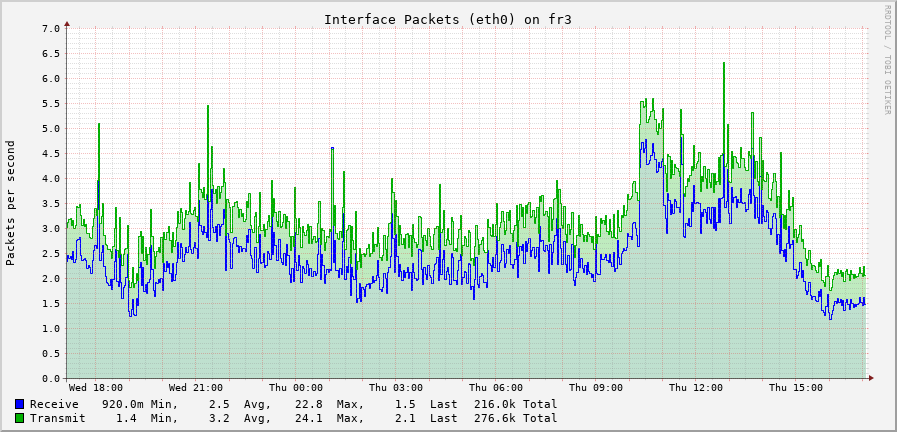 Interface Packets (eth0) on fr3
RRDTOOL / TOBI OETIKER
Packets per second
7.0
6.5
6.0
5.5
5.0
4.5
4.0
3.5
3.0
2.5
2.0
1.5
1.0
0.5
0.0
Wed 18:00 Wed 21:00 Thu 00:00 Thu 03:00 Thu 06:00 Thu 09:00 Thu 12:00 Thu 15:00
Receive 920.0m Min, 2.5 Avg, 22.8 Max, 1.5 Last 216.0k Total
Transmit 1.4 Min, 3.2 Avg, 24.1 Max, 2.1 Last 276.6k Total